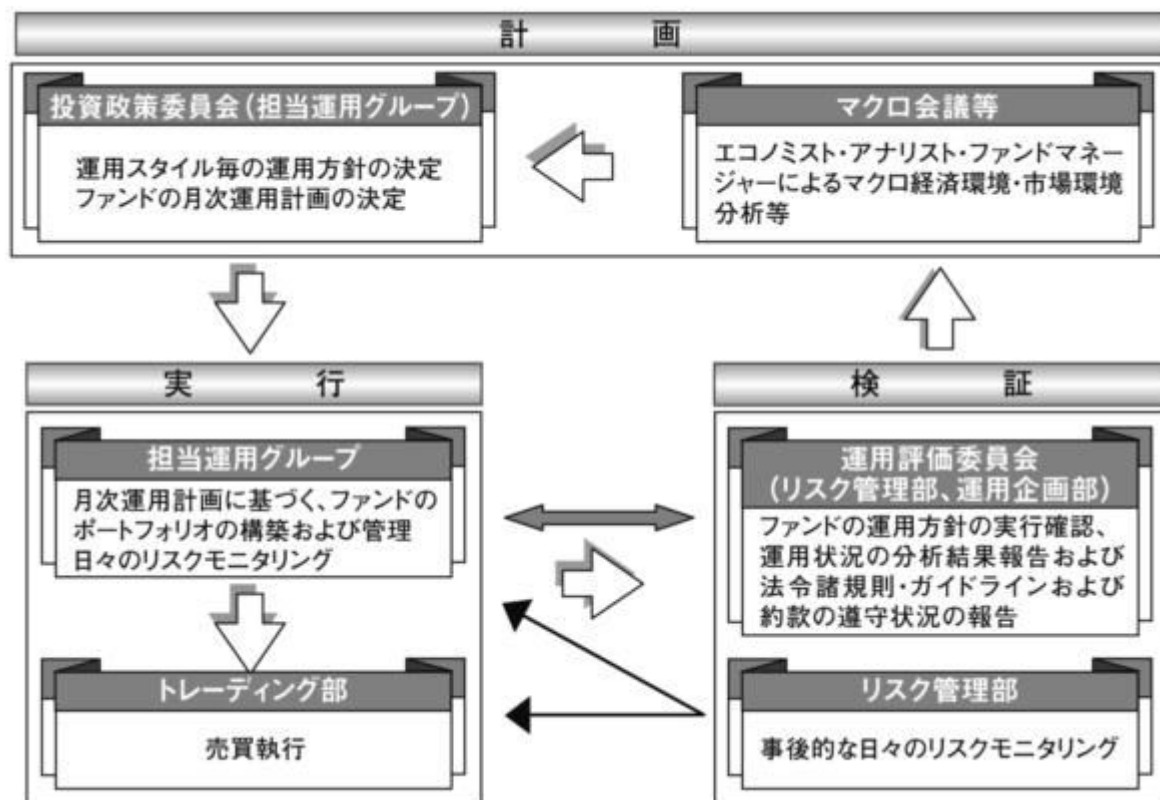 計画
投資政策委員会(担当運用グループ)
運用スタイル毎の運用方針の決定
ファンドの月次運用計画の決定
マクロ会議等
エコノミスト・アナリスト・ファンドマネー
ジャーによるマクロ経済環境・市場環境
分析等
実行
担当運用グループ
月次運用計画に基づく、ファンドの
ポートフォリオの構築および管理
日々のリスクモニタリング
トレーディング部
売買執行
検証
運用評価委員会
(リスク管理部、運用企画部)
ファンドの運用方針の実行確認、
運用状況の分析結果報告および
法令諸規則・ガイドラインおよび
約款の遵守状況の報告
リスク管理部
事後的な日々のリスクモニタリング